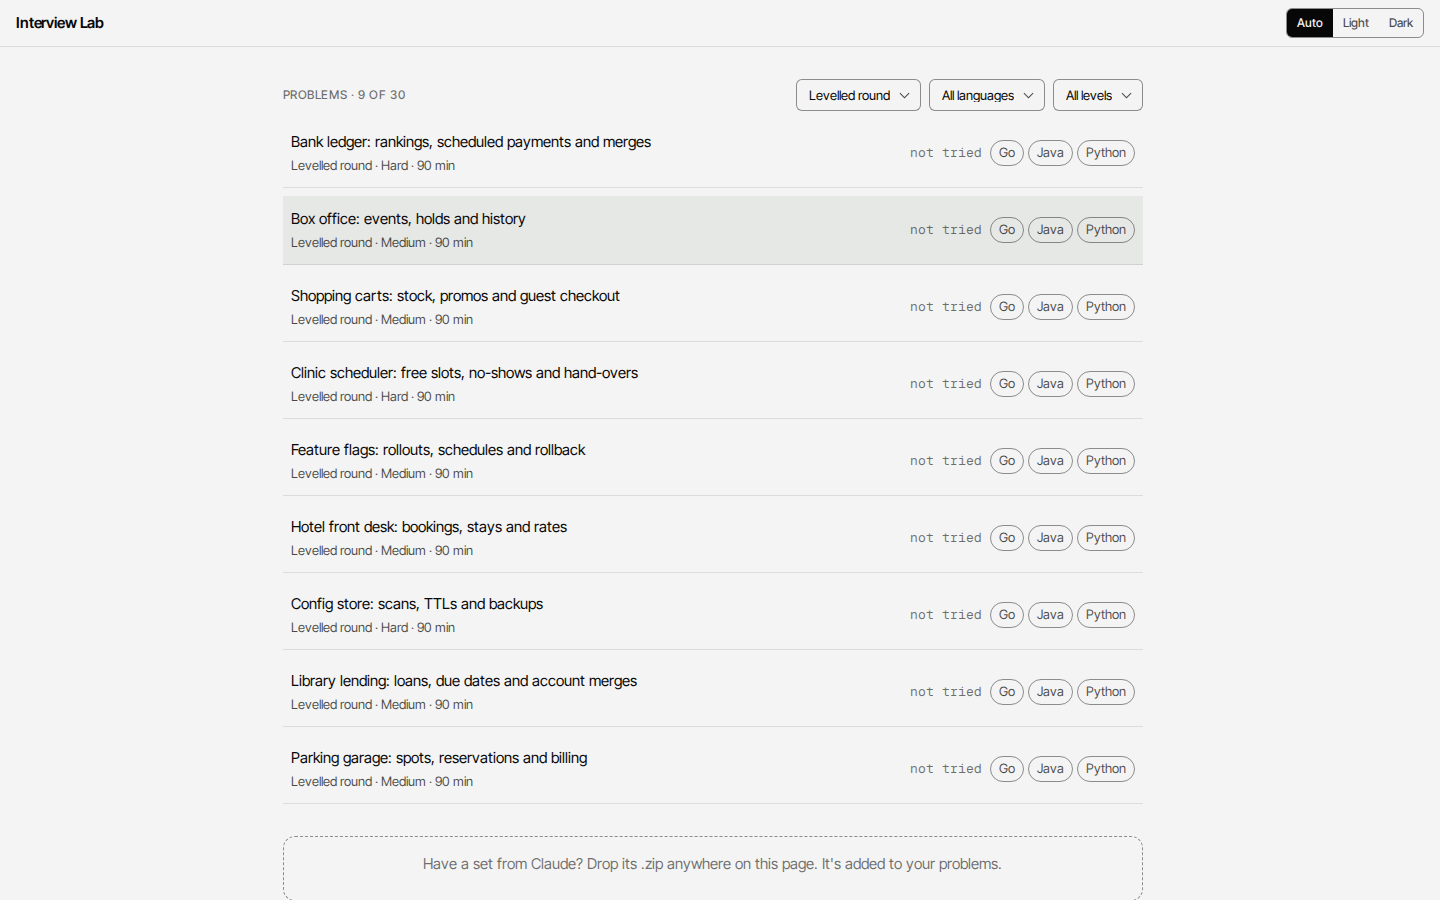 Interview Lab
Auto Light Dark
PROBLEMS · 9 OF 30
Levelled round All languages All levels
Bank ledger: rankings, scheduled payments and merges
Levelled round · Hard · 90 min
not tried Go Java Python
Box office: events, holds and history
Levelled round · Medium · 90 min
not tried Go Java Python
Shopping carts: stock, promos and guest checkout
Levelled round · Medium · 90 min
not tried Go Java Python
Clinic scheduler: free slots, no-shows and hand-overs
Levelled round · Hard · 90 min
not tried Go Java Python
Feature flags: rollouts, schedules and rollback
Levelled round · Medium · 90 min
not tried Go Java Python
Hotel front desk: bookings, stays and rates
Levelled round · Medium · 90 min
not tried Go Java Python
Config store: scans, TTLs and backups
Levelled round · Hard · 90 min
not tried Go Java Python
Library lending: loans, due dates and account merges
Levelled round · Medium · 90 min
not tried Go Java Python
Parking garage: spots, reservations and billing
Levelled round · Medium · 90 min
not tried Go Java Python
Have a set from Claude? Drop its .zip anywhere on this page. It's added to your problems.